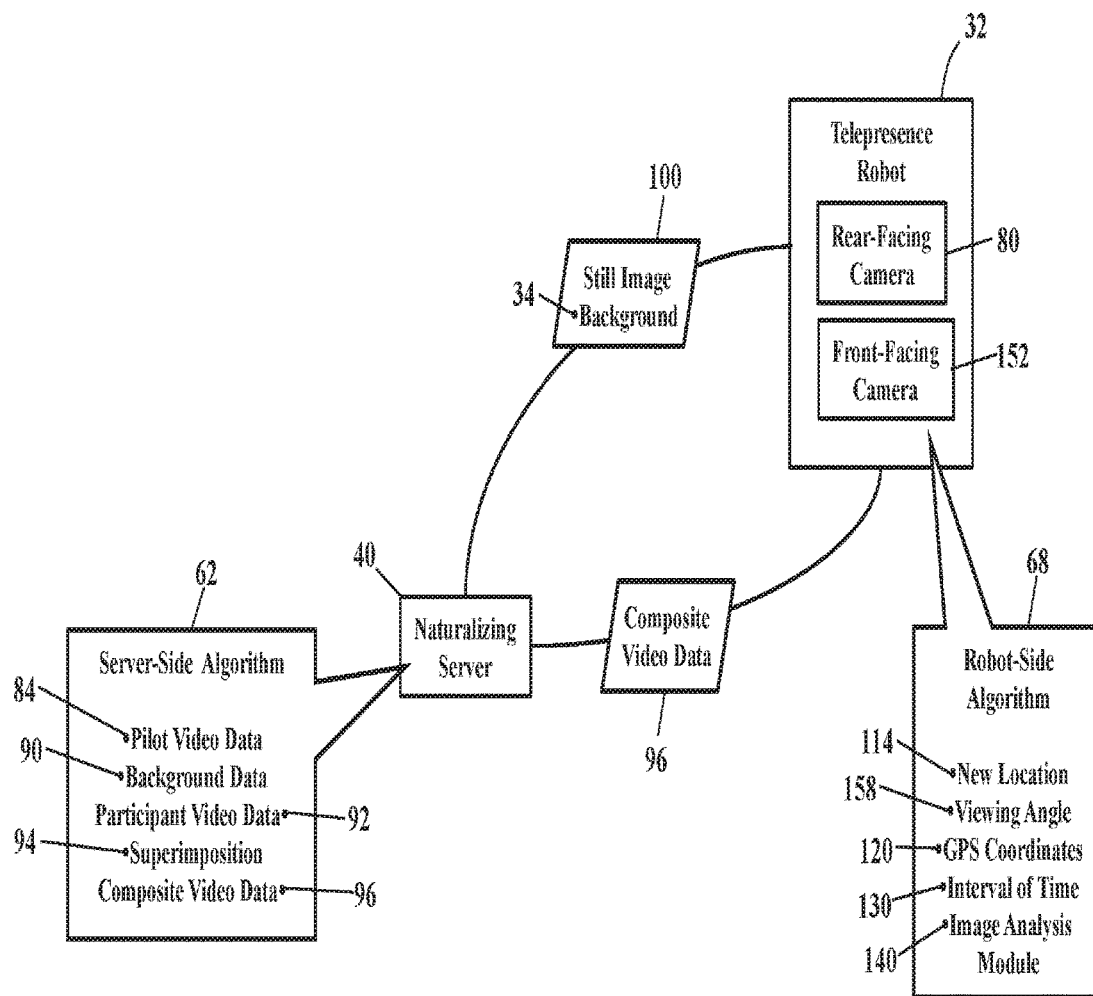 32
Telepresence
Robot
Rear-Facing
Camera
80
Front-Facing
Camera
152
100
Still Image
34
•Background
40
Naturalizing
Server
Composite
Video Data
96
62
Server-Side Algorithm
84
•Pilot Video Data
90
•Background Data
Participant Video Data•
92
94
•Superimposition
Composite Video Data•
96
68
Robot-Side
Algorithm
114
•New Location
158
•Viewing Angle
120
•GPS Coordinates
130
•Interval of Time
140
•Image Analysis
Module